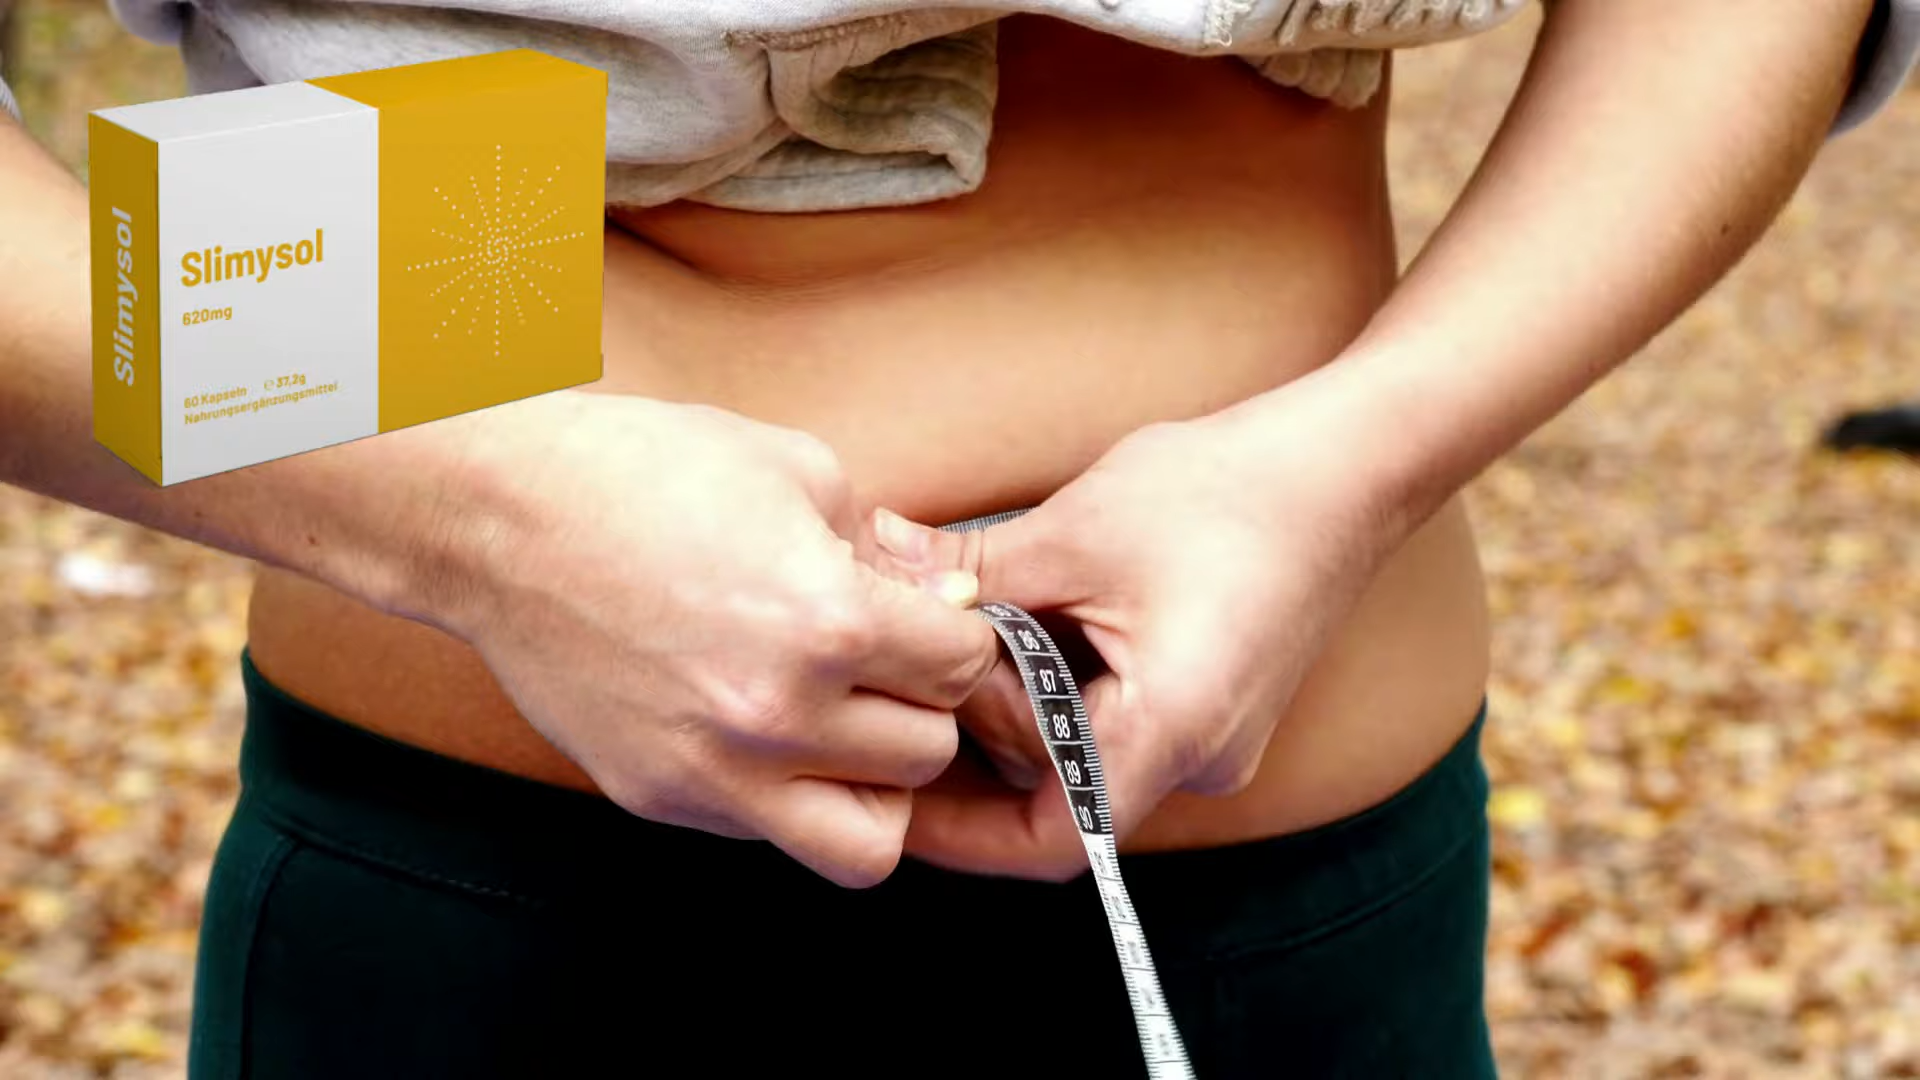 Slimysol
Slimysol
620mg
60 Kapseln ℮ 37,2g
Nahrungsergänzungsmittel
86
87
88
89
90